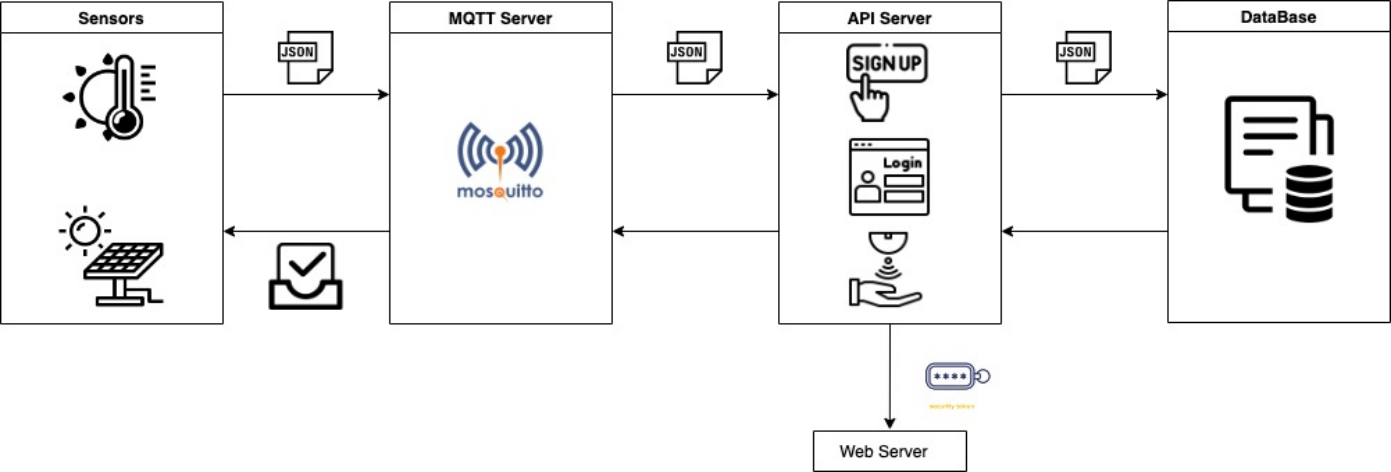 Sensors
MQTT Server
API Server
DataBase
JSON
JSON
JSON
SIGN UP
mosquitto
Login
****
security token
Web Server